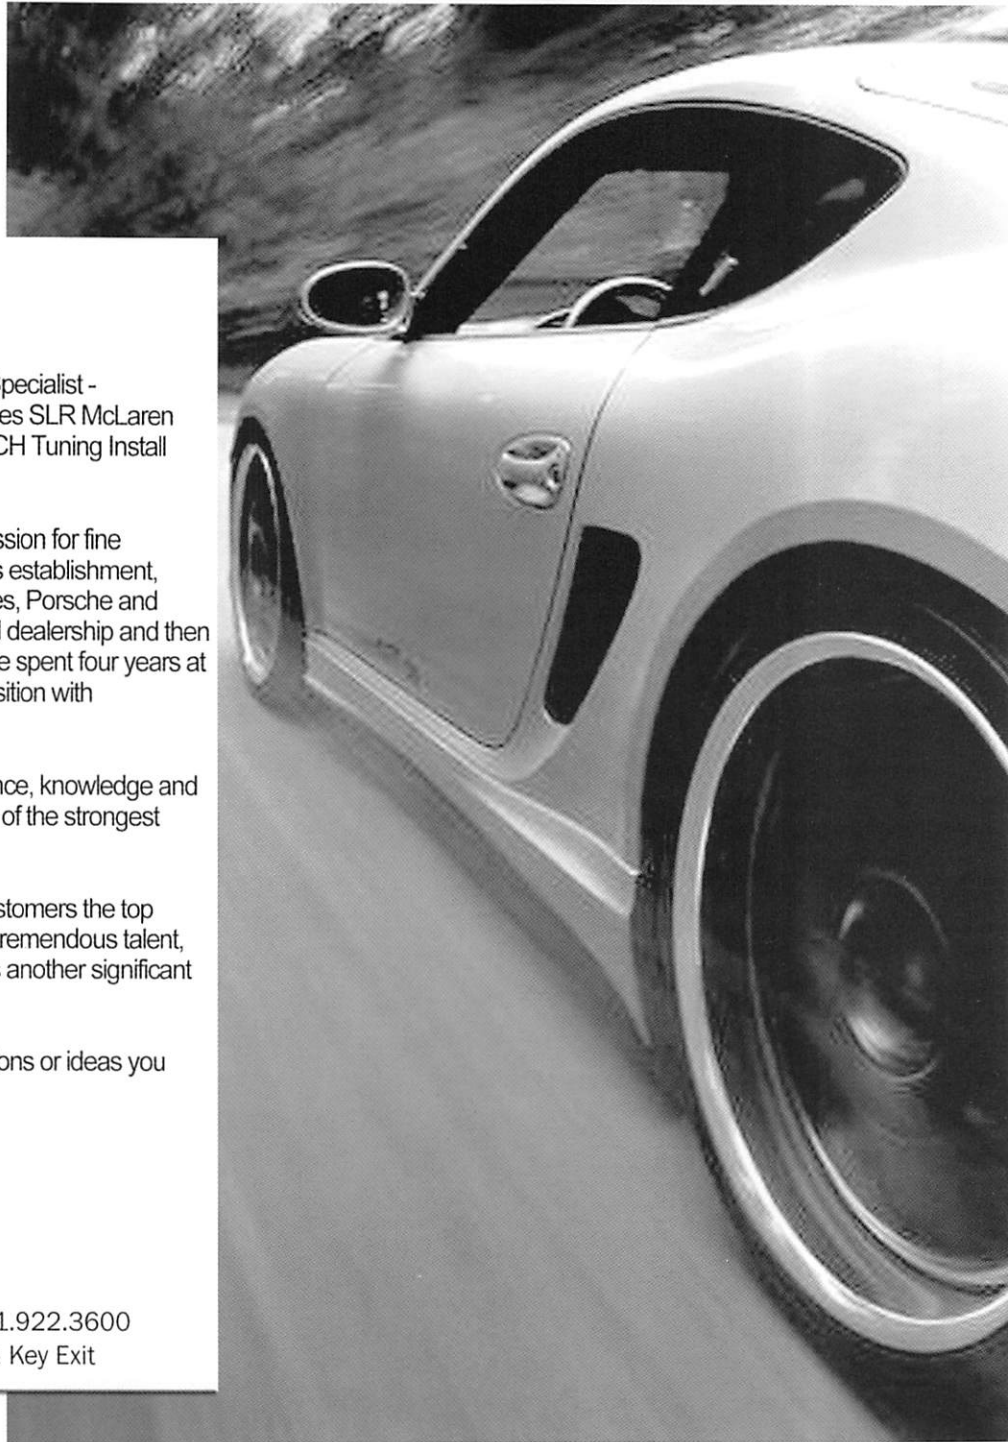 pecialist -
es SLR McLaren
CH Tuning Install
ssion for fine
s establishment,
es, Porsche and
l dealership and then
e spent four years at
sition with
nce, knowledge and
of the strongest
stomers the top
remendous talent,
s another significant
ons or ideas you
1.922.3600
Key Exit